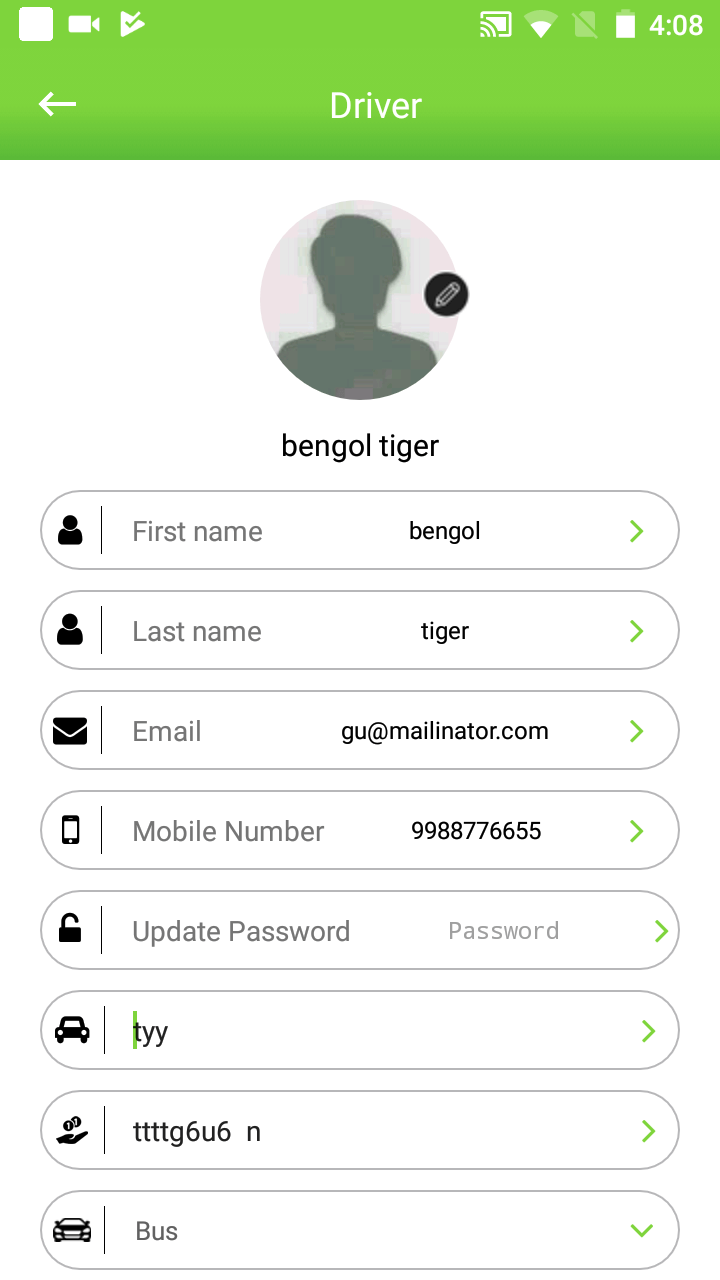 4:08
Driver
bengol tiger
First name bengol
Last name tiger
Email gu@mailinator.com
Mobile Number 9988776655
Update Password Password
tyy
ttttg6u6  n
Bus